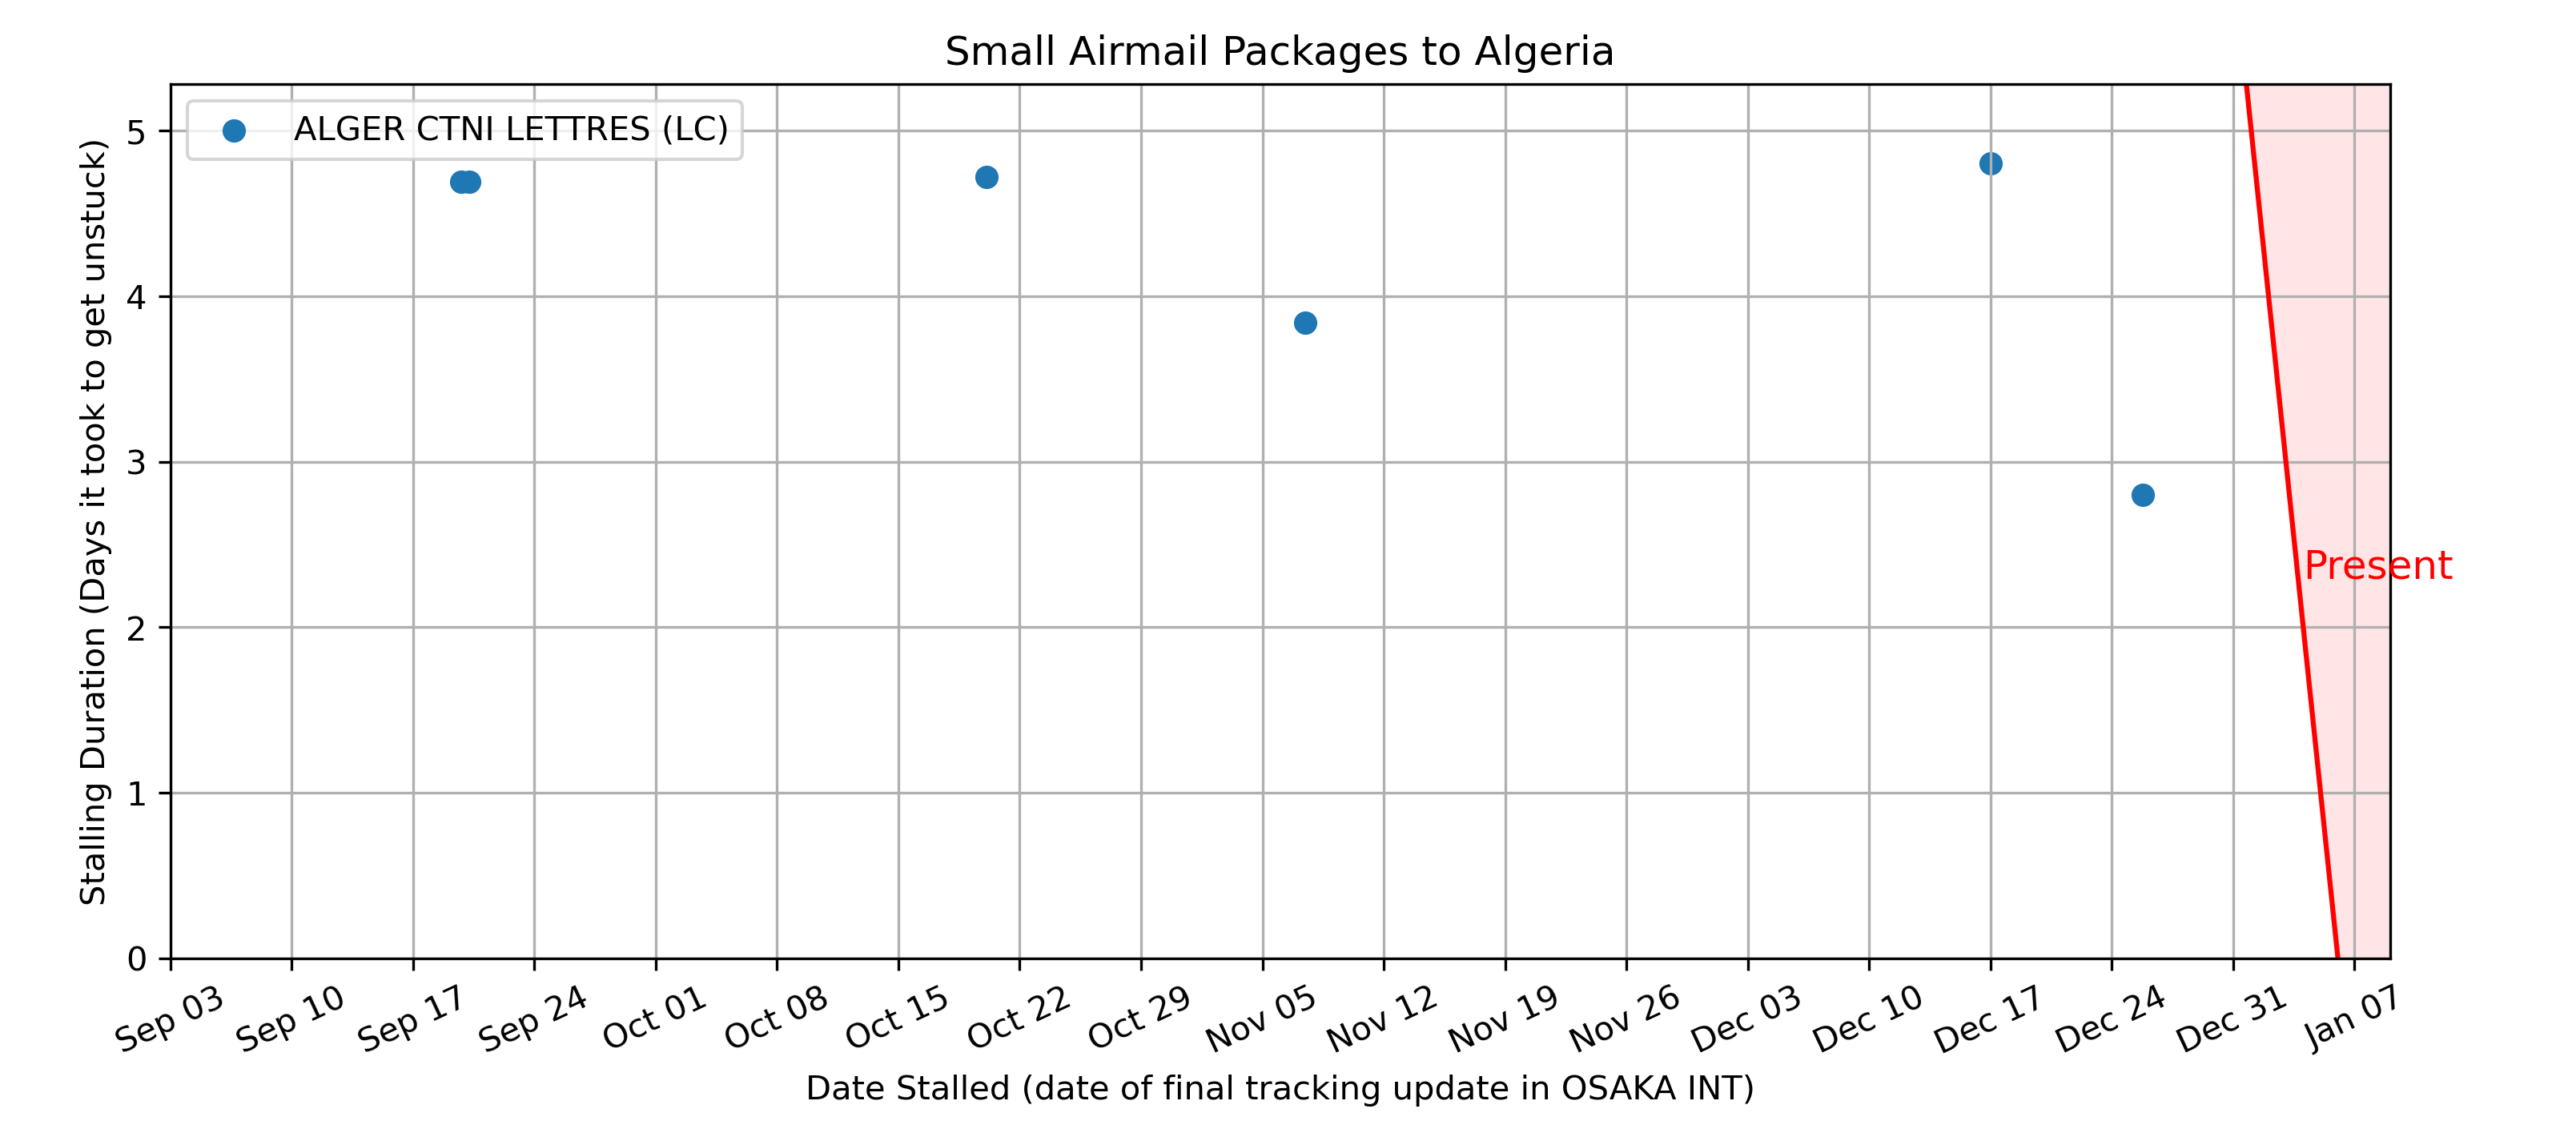 Small Airmail Packages to Algeria
ALGER CTNI LETTRES (LC)
Stalling Duration (Days it took to get unstuck)
5
4
3
2
1
0
Present
Sep 03
Sep 10
Sep 17
Sep 24
Oct 01
Oct 08
Oct 15
Oct 22
Oct 29
Nov 05
Nov 12
Nov 19
Nov 26
Dec 03
Dec 10
Dec 17
Dec 24
Dec 31
Jan 07
Date Stalled (date of final tracking update in OSAKA INT)